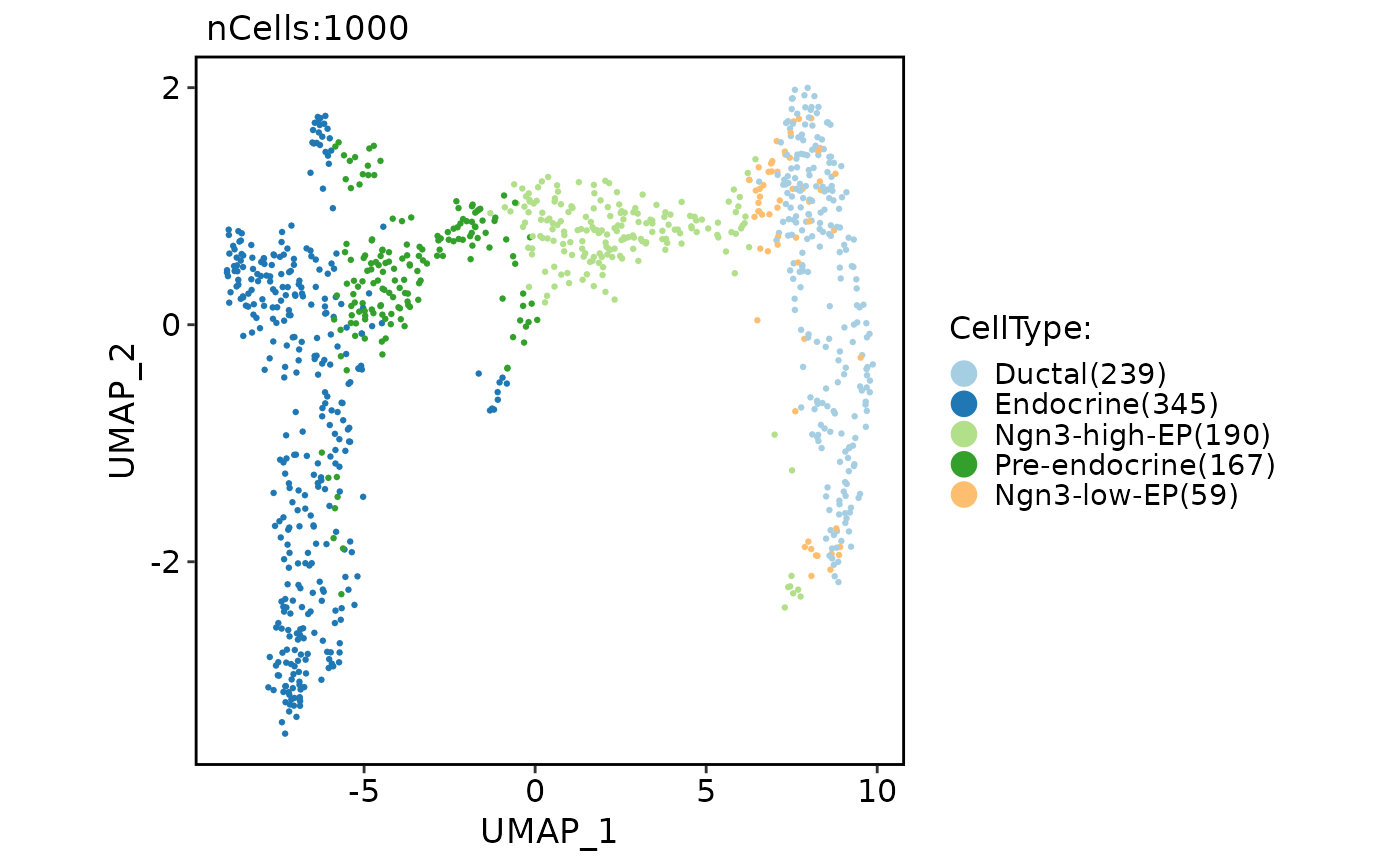 nCells:1000
2
0
-2
UMAP_2
-5
0
5
10
UMAP_1
CellType:
Ductal(239)
Endocrine(345)
Ngn3-high-EP(190)
Pre-endocrine(167)
Ngn3-low-EP(59)